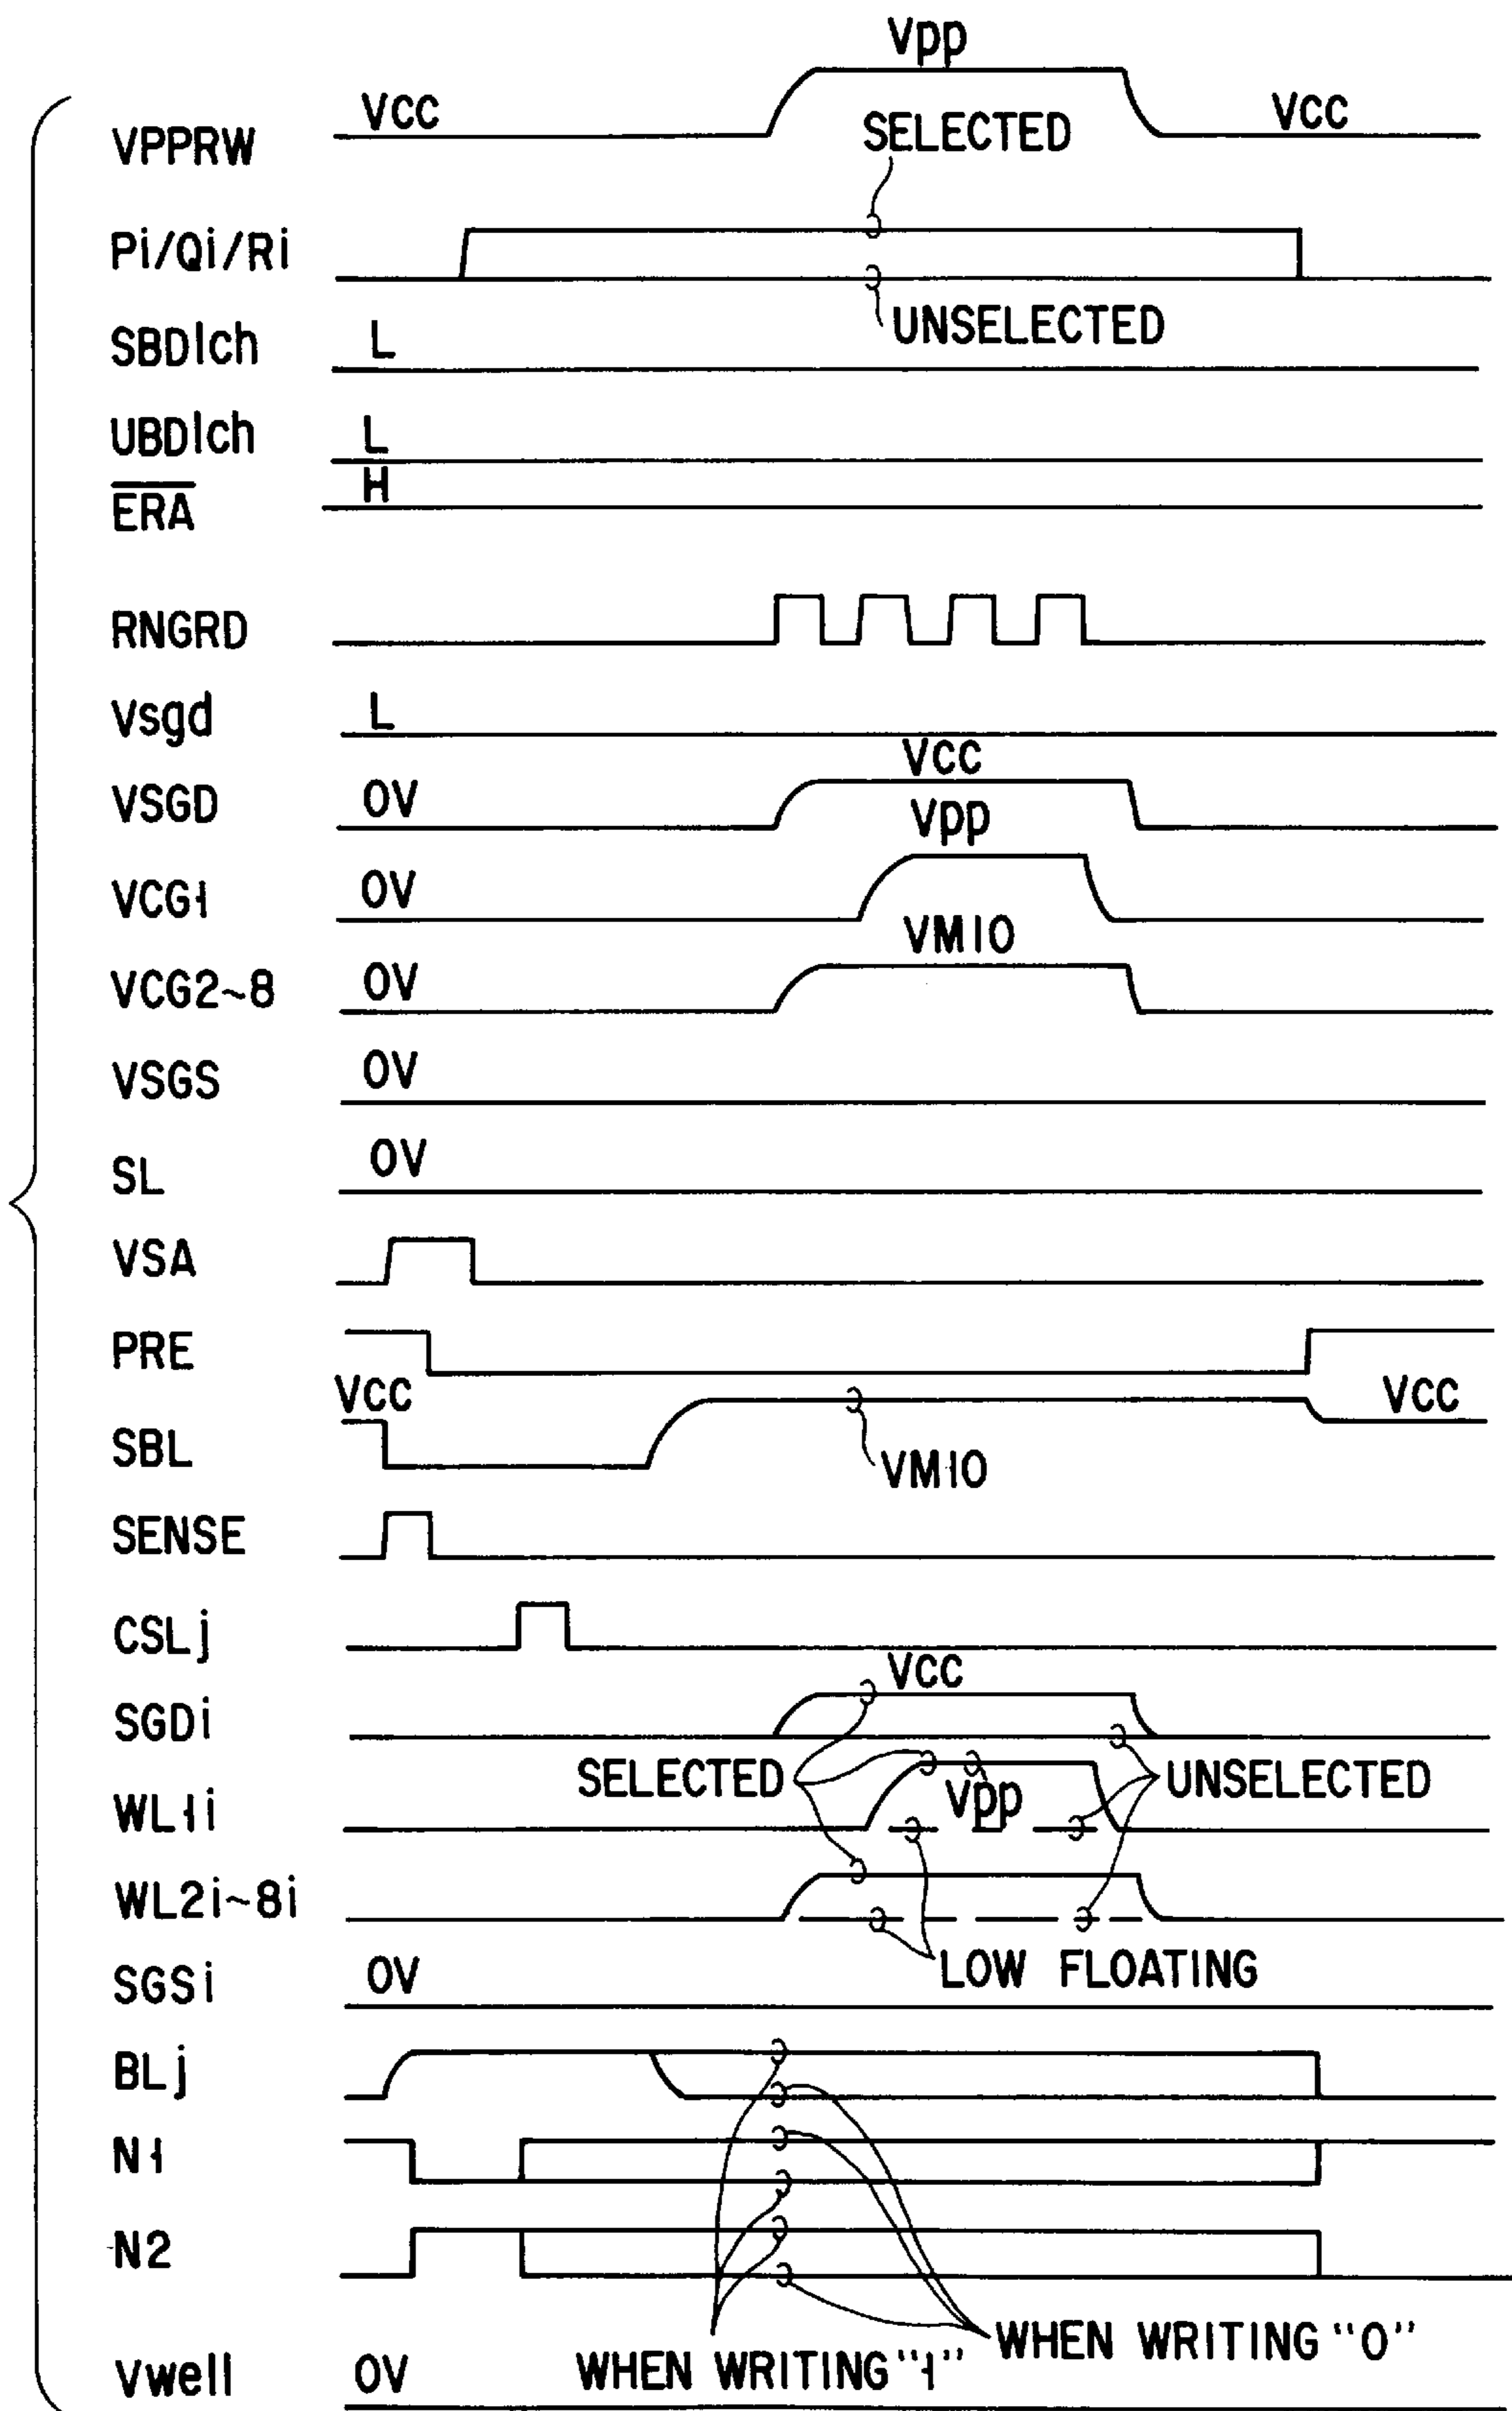 Vpp
VPPRW VCC VCC
SELECTED
Pi/Qi/Ri
UNSELECTED
SBDlch L
UBDlch L
ERA H
RNGRD
Vsgd L
VSGD 0V VCC
VCG1 0V Vpp
VCG2~8 0V VM10
VSGS 0V
SL 0V
VSA
PRE
SBL VCC VCC
VM10
SENSE
CSLj
SGDi VCC
SELECTED UNSELECTED
WL1i Vpp
WL2i~8i
LOW FLOATING
SGSi 0V
BLj
N1
N2
WHEN WRITING "0"
WHEN WRITING "1"
Vwell 0V